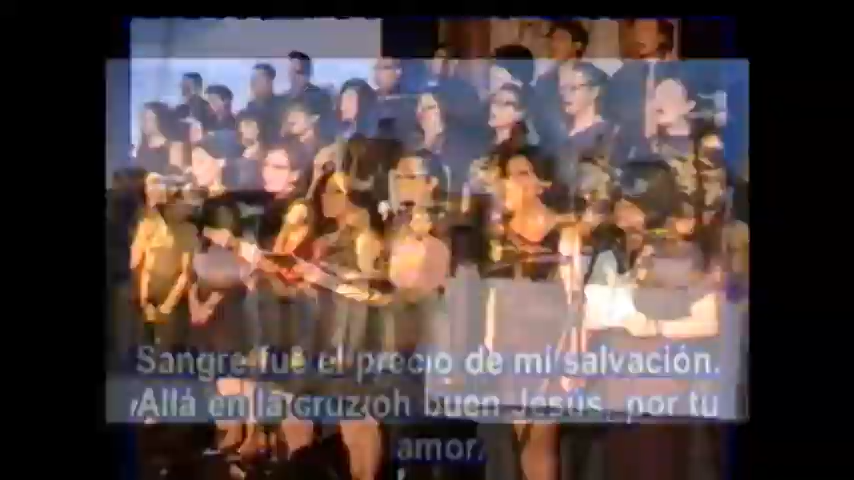 Sangre fué el precio de mi salvación.
Allá en la cruz oh buen Jesús, por tu
amor.